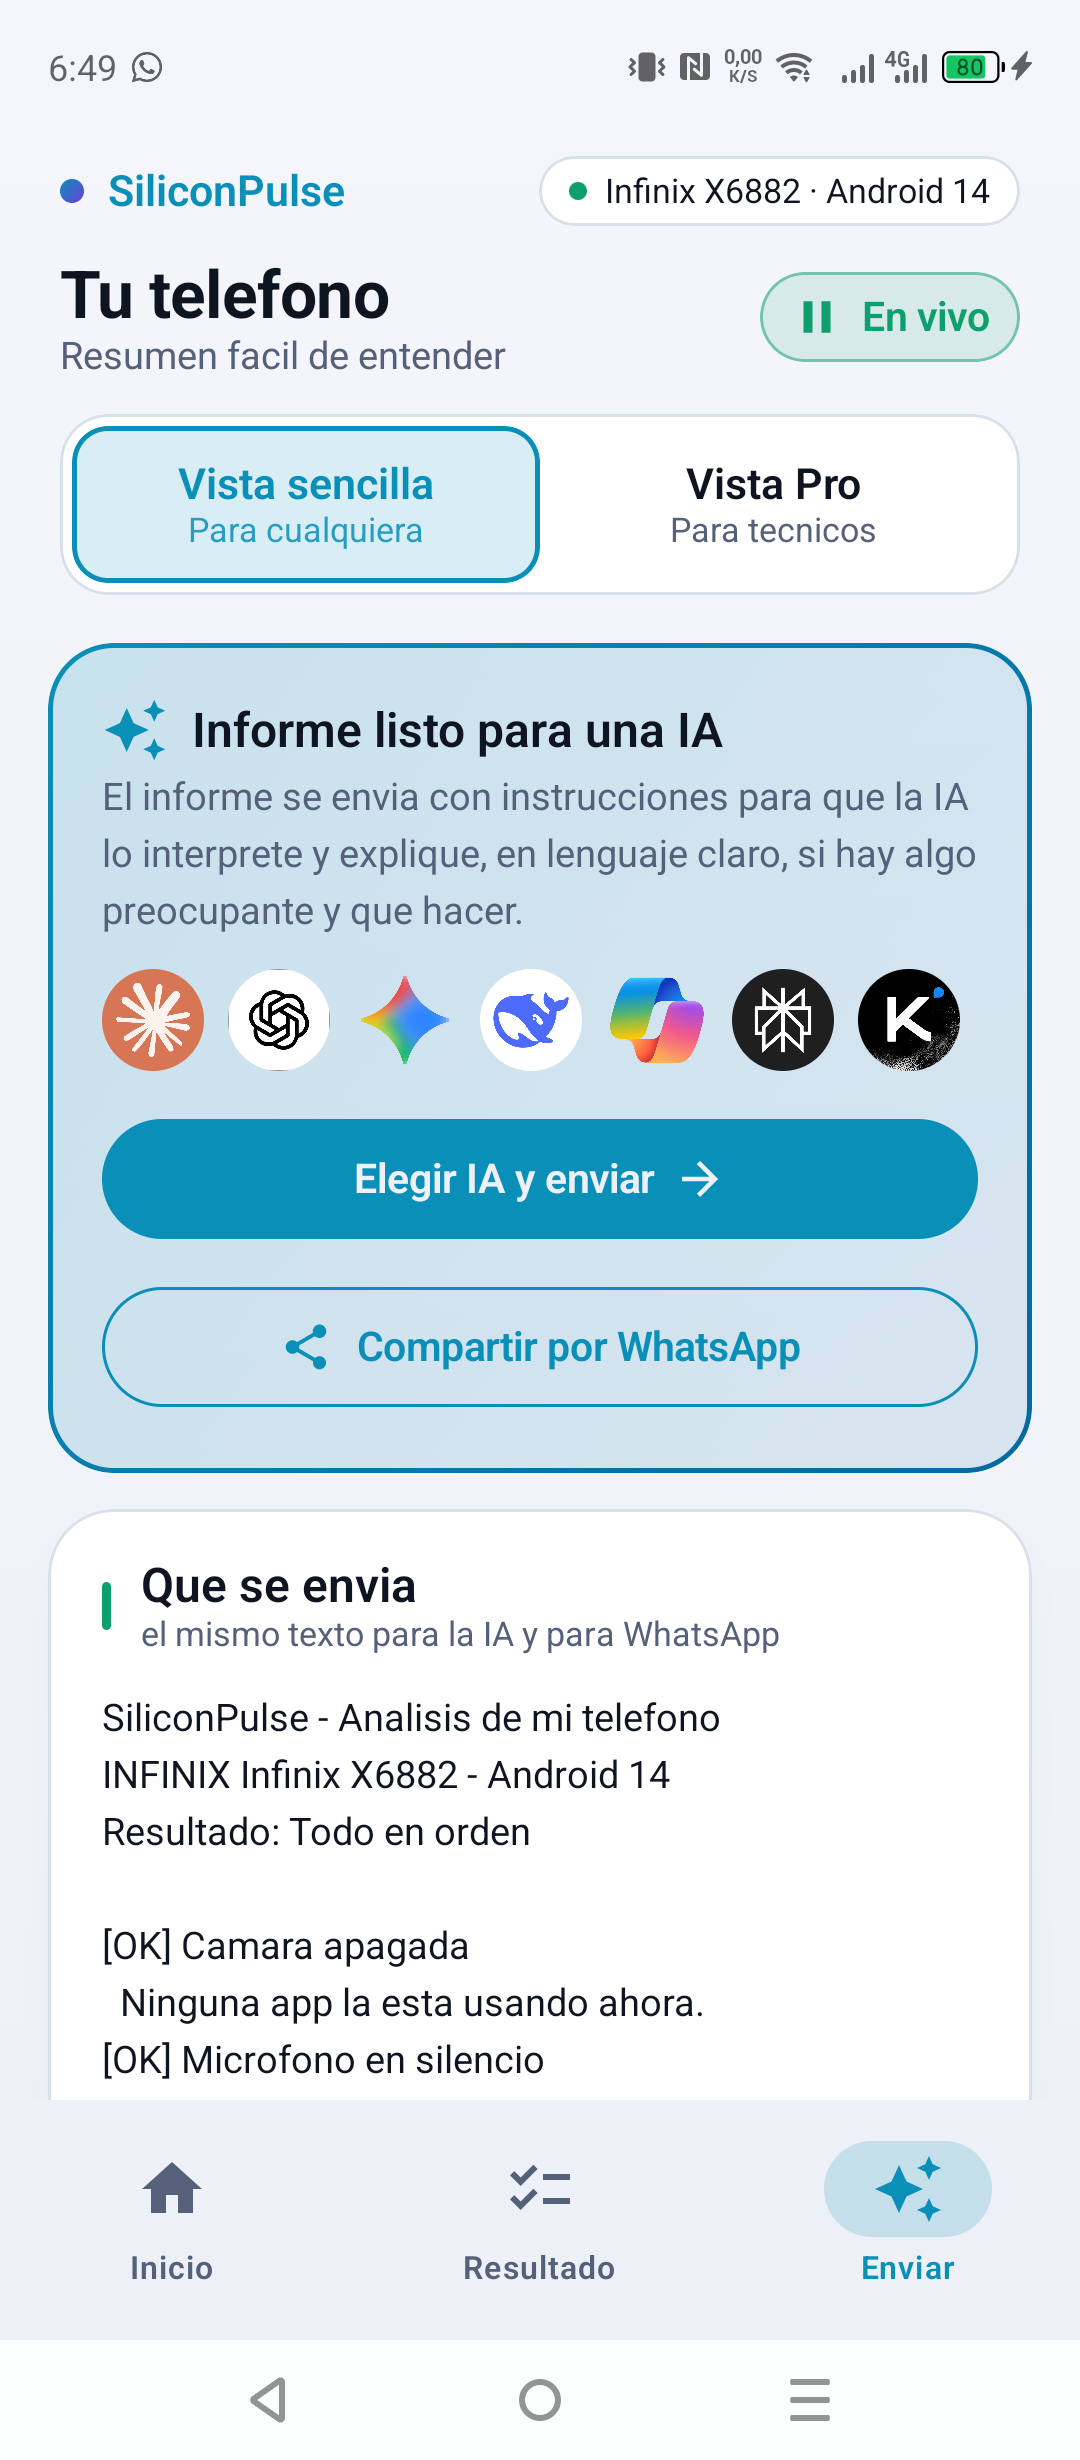 6:49
0,00
K/S
4G
80
SiliconPulse
Infinix X6882 · Android 14
Tu telefono
Resumen facil de entender
En vivo
Vista sencilla
Para cualquiera
Vista Pro
Para tecnicos
Informe listo para una IA
El informe se envia con instrucciones para que la IA
lo interprete y explique, en lenguaje claro, si hay algo
preocupante y que hacer.
K
Elegir IA y enviar
Compartir por WhatsApp
Que se envia
el mismo texto para la IA y para WhatsApp
SiliconPulse - Analisis de mi telefono
INFINIX Infinix X6882 - Android 14
Resultado: Todo en orden
[OK] Camara apagada
Ninguna app la esta usando ahora.
[OK] Microfono en silencio
Inicio
Resultado
Enviar